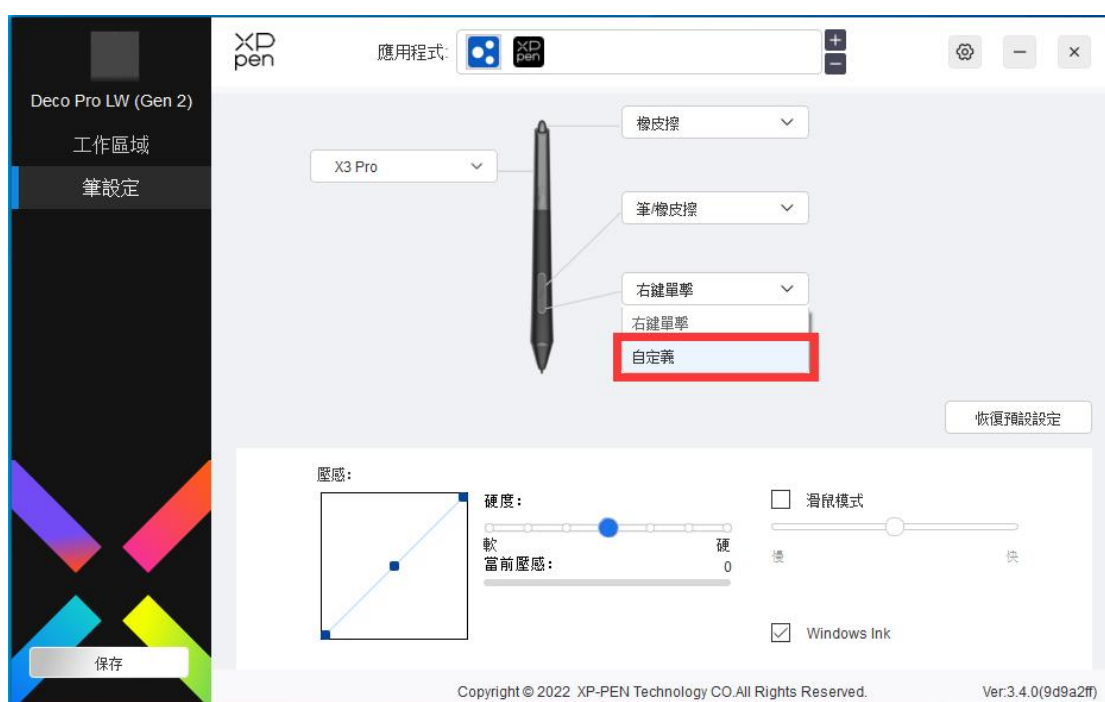 XP
pen
應用程式:
XP
pen
Deco Pro LW (Gen 2)
工作區域
筆設定
橡皮擦
X3 Pro
筆/橡皮擦
右鍵單擊
右鍵單擊
自定義
恢復預設設定
壓感:
硬度:
軟
硬
當前壓感:
0
滑鼠模式
慢
快
Windows Ink
保存
Copyright © 2022 XP-PEN Technology CO.All Rights Reserved.
Ver:3.4.0(9d9a2ff)